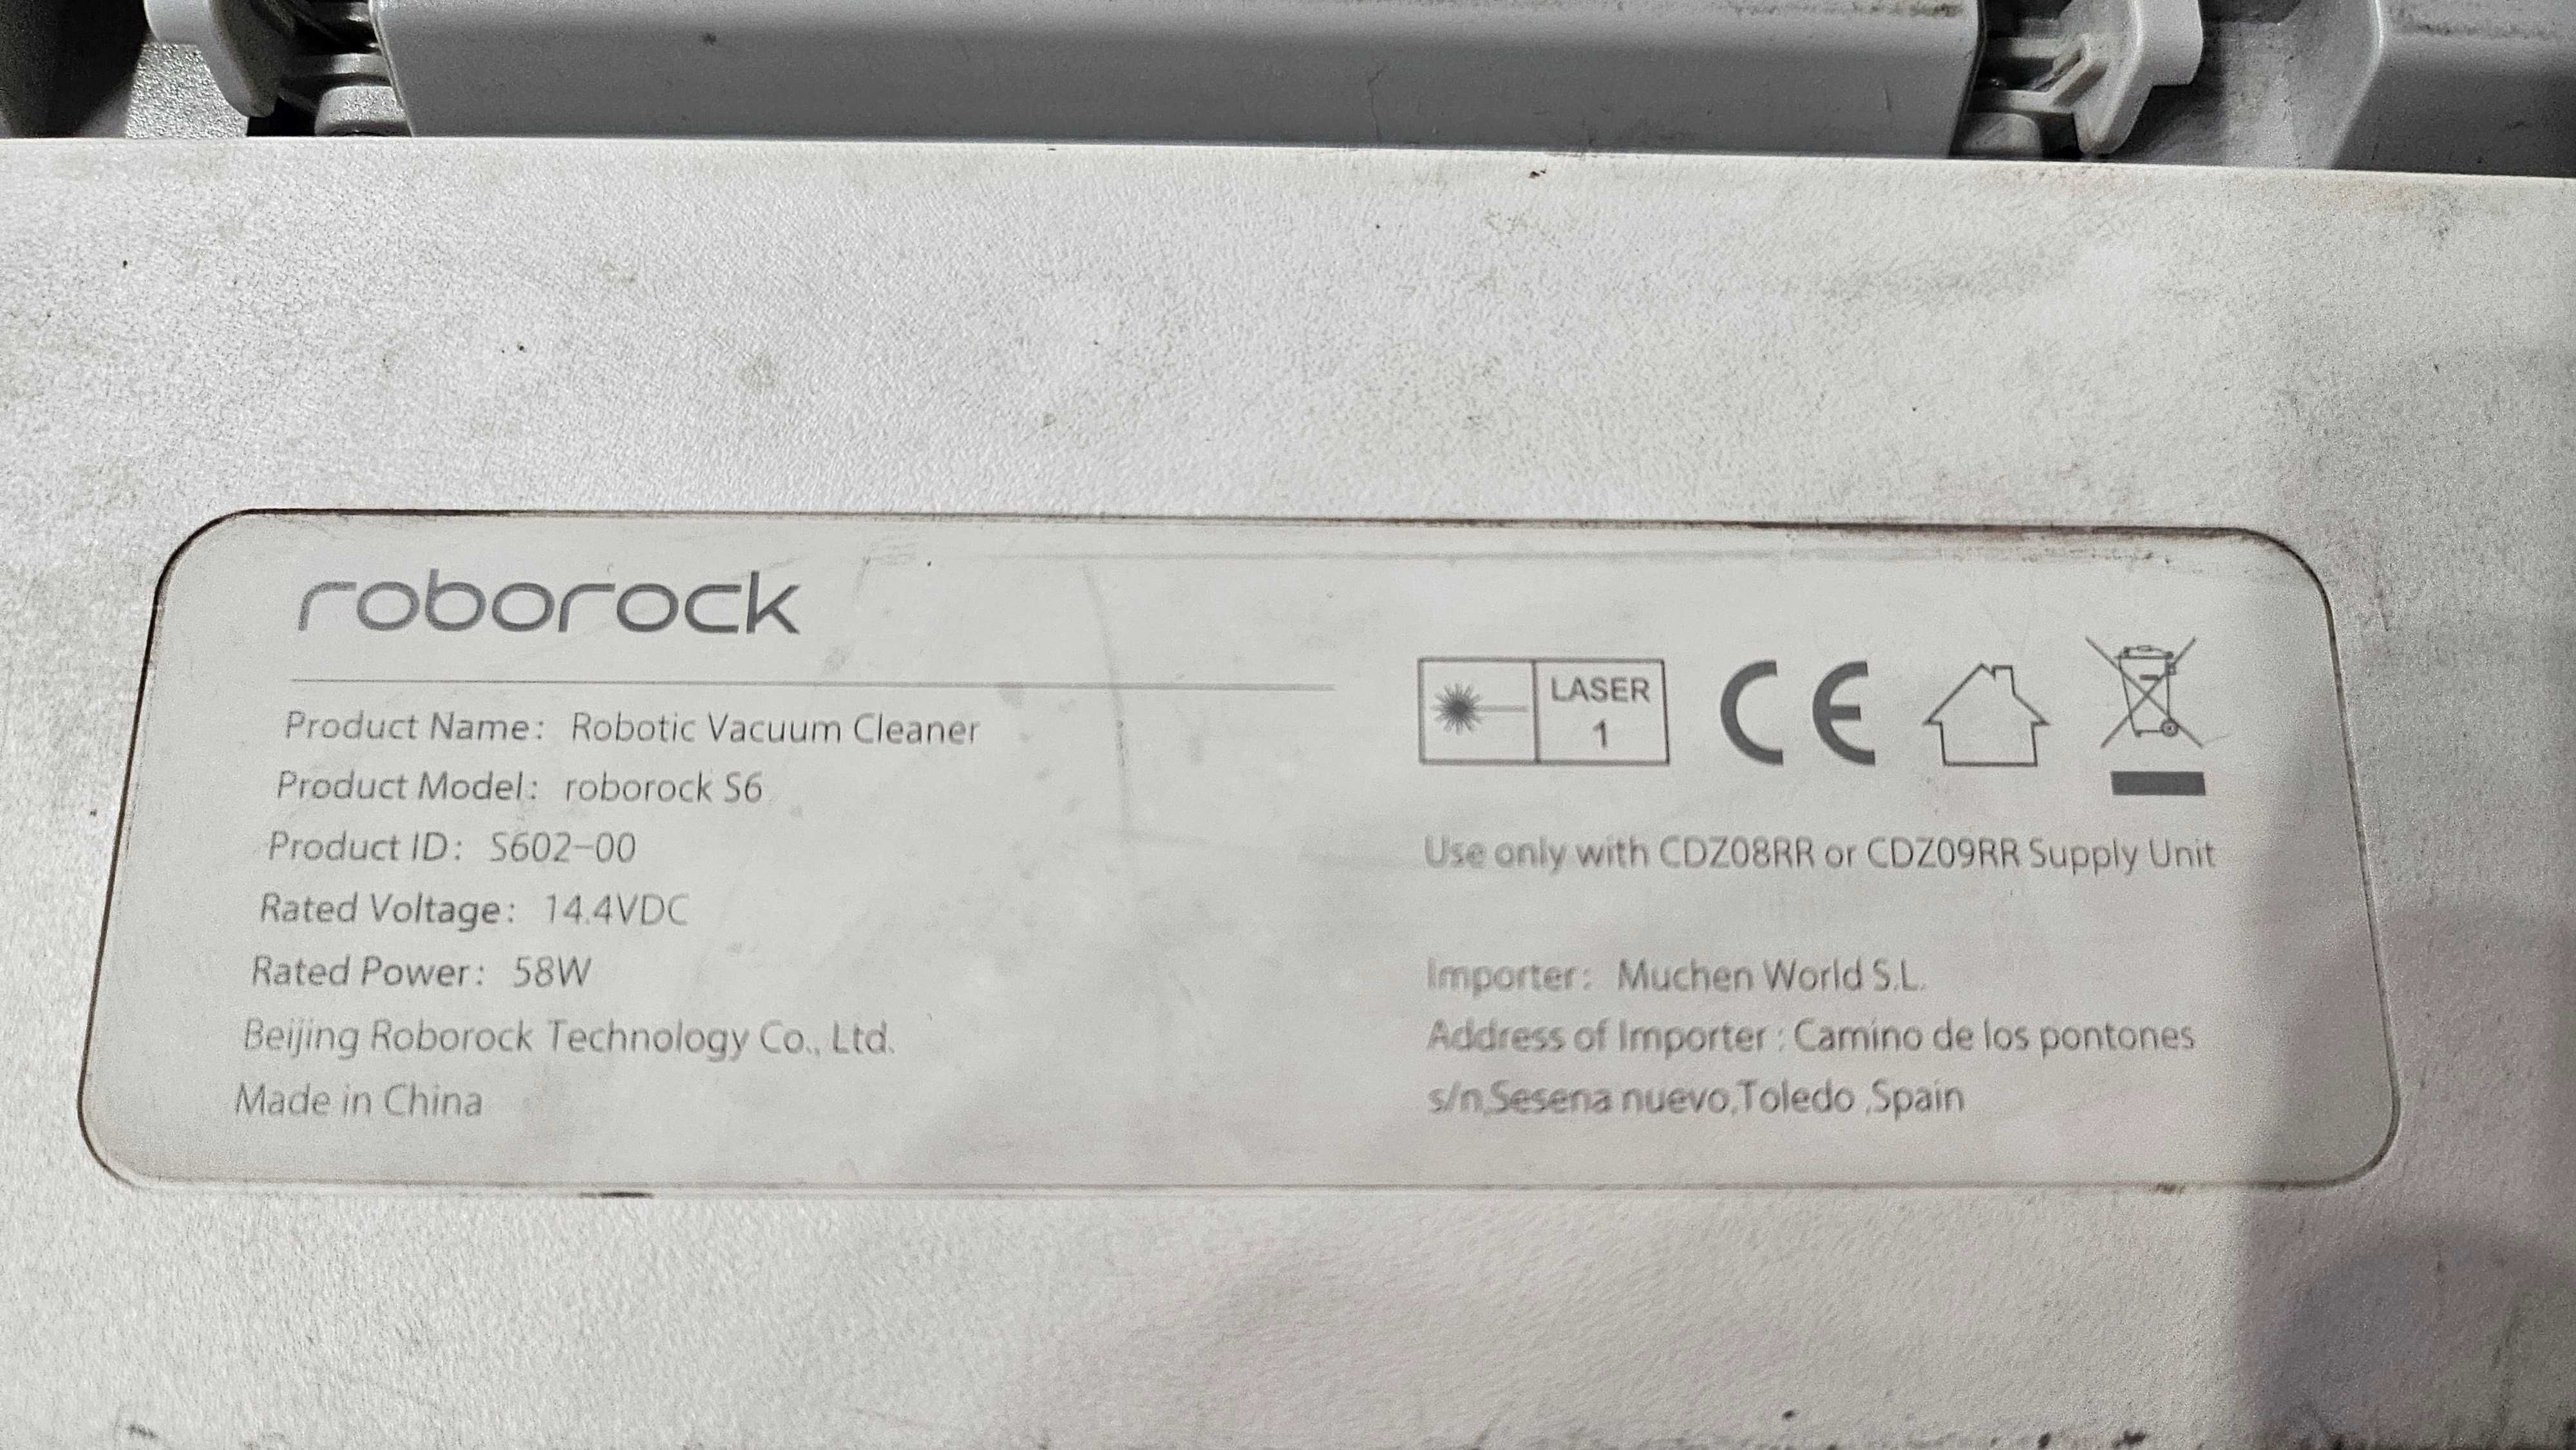 roborock
Product Name: Robotic Vacuum Cleaner
Product Model: roborock S6
Product ID: S602-00
Rated Voltage: 14.4VDC
Rated Power: 58W
Beijing Roborock Technology Co., Ltd.
Made in China
LASER
1
CE
Use only with CDZ08RR or CDZ09RR Supply Unit
Importer: Muchen World S.L.
Address of Importer : Camino de los pontones
s/n,Sesena nuevo,Toledo ,Spain